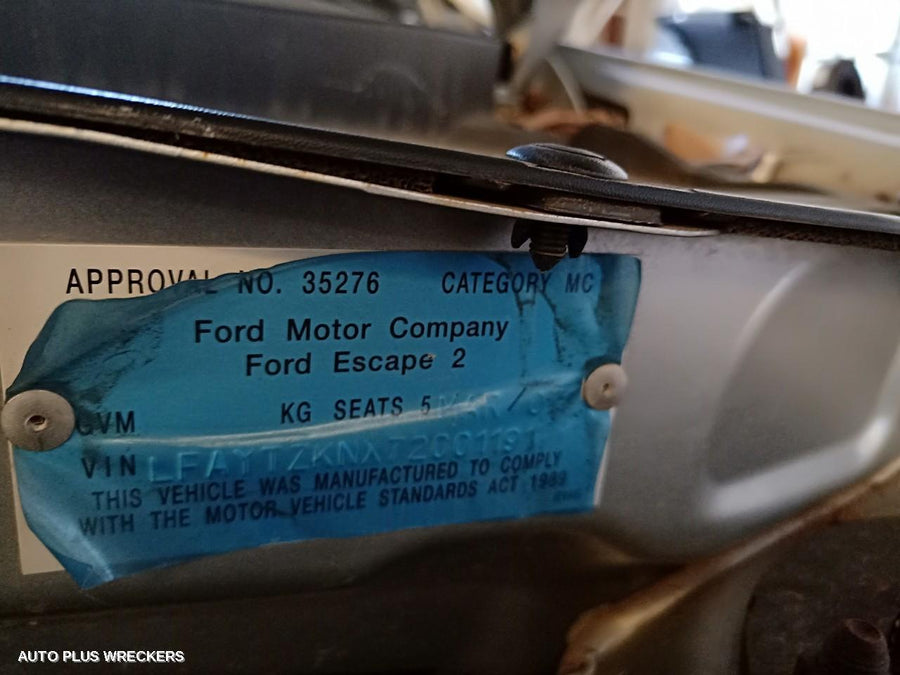 APPROVAL NO. 35276 CATEGORY MC
Ford Motor Company
Ford Escape 2
GVM KG SEATS 5
VIN
THIS VEHICLE WAS MANUFACTURED TO COMPLY
WITH THE MOTOR VEHICLE STANDARDS ACT 1989
AUTO PLUS WRECKERS